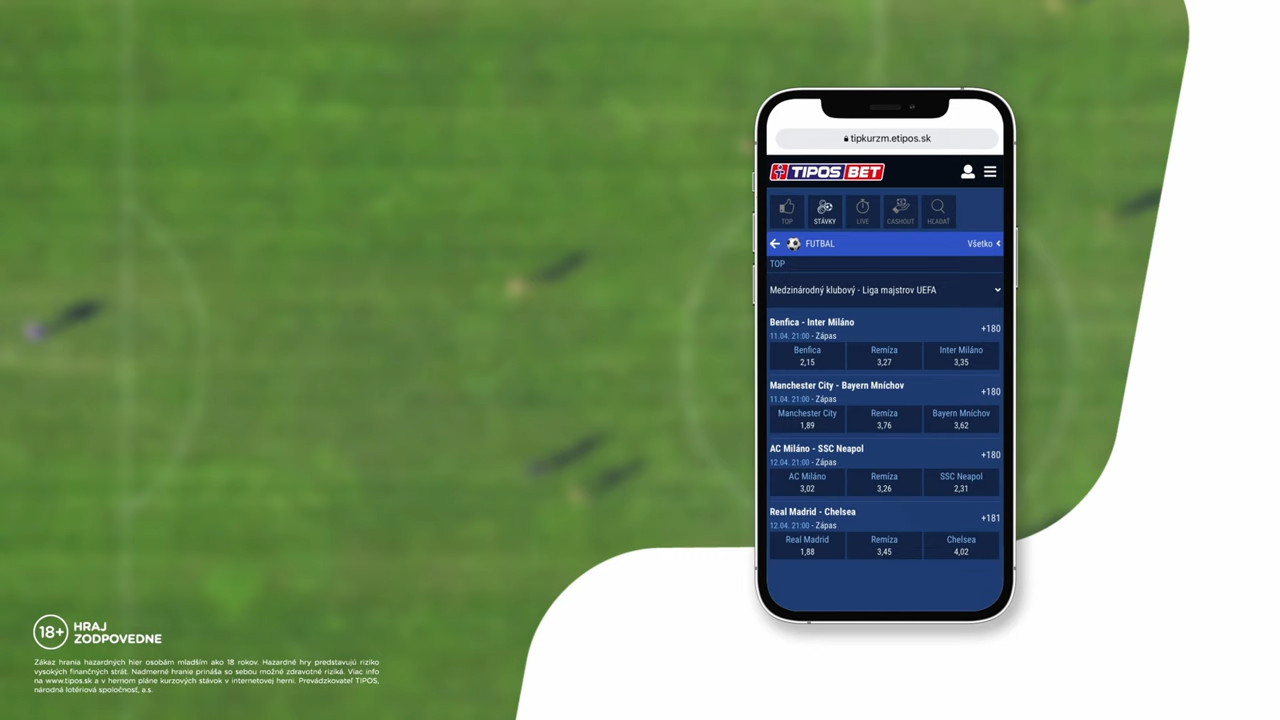 tipkurzm.etipos.sk
TIPOS BET
TOP STÁVKY LIVE CASHOUT HĽADAŤ
FUTBAL Všetko
TOP
Medzinárodný klubový - Liga majstrov UEFA
Benfica - Inter Miláno
+180
11.04. 21:00 - Zápas
Benfica Remíza Inter Miláno
2,15 3,27 3,35
Manchester City - Bayern Mníchov
+180
11.04. 21:00 - Zápas
Manchester City Remíza Bayern Mníchov
1,89 3,76 3,62
AC Miláno - SSC Neapol
+180
12.04. 21:00 - Zápas
AC Miláno Remíza SSC Neapol
3,02 3,26 2,31
Real Madrid - Chelsea
+181
12.04. 21:00 - Zápas
Real Madrid Remíza Chelsea
1,88 3,45 4,02
18+ HRAJ
ZODPOVEDNE
Zákaz hrania hazardných hier osobám mladším ako 18 rokov. Hazardné hry predstavujú riziko
vysokých finančných strát. Nadmerné hranie prináša so sebou možné zdravotné riziká. Viac info
na www.tipos.sk a v hernom pláne kurzových stávok v internetovej herni. Prevádzkovateľ TIPOS,
národná lotériová spoločnosť, a.s.